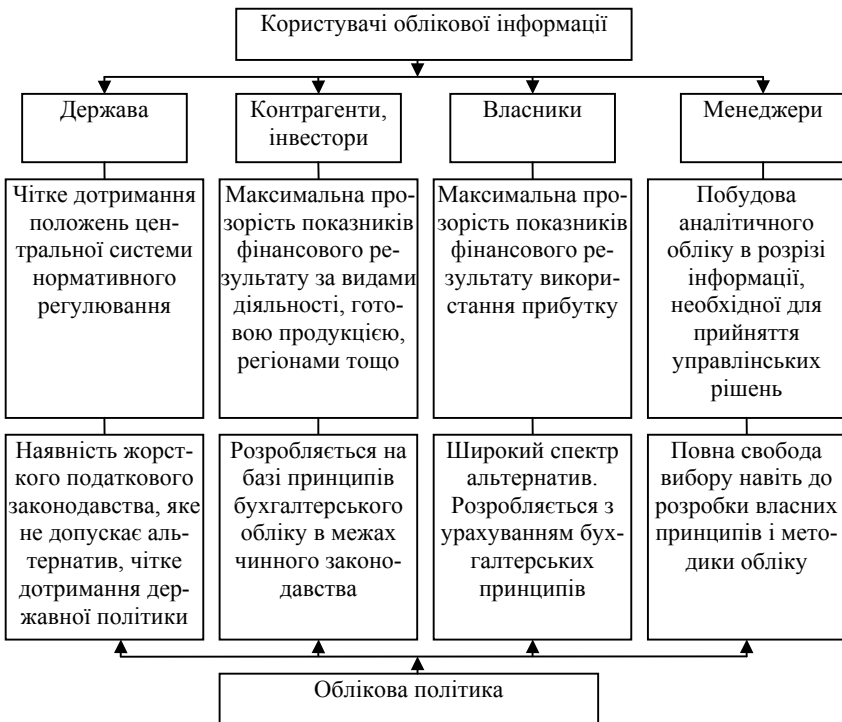 Користувачі облікової інформації
Держава
Контрагенти,
інвестори
Власники
Менеджери
Чітке дотримання
положень цен-
тральної системи
нормативного
регулювання
Максимальна про-
зорість показників
фінансового ре-
зультату за видами
діяльності, гото-
вою продукцією,
регіонами тощо
Максимальна про-
зорість показників
фінансового ре-
зультату викори-
стання прибутку
Побудова
аналітичного
обліку в розрізі
інформації,
необхідної для
прийняття
управлінських
рішень
Наявність жорст-
кого податкового
законодавства, яке
не допускає аль-
тернатив, чітке
дотримання дер-
жавної політики
Розробляється на
базі принципів
бухгалтерського
обліку в межах
чинного законо-
давства
Широкий спектр
альтернатив.
Розробляється з
урахуванням бух-
галтерських
принципів
Повна свобода
вибору навіть до
розробки власних
принципів і мето-
дики обліку
Облікова політика